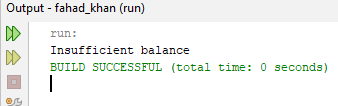 Output - fahad_khan (run)
run:
Insufficient balance
BUILD SUCCESSFUL (total time: 0 seconds)